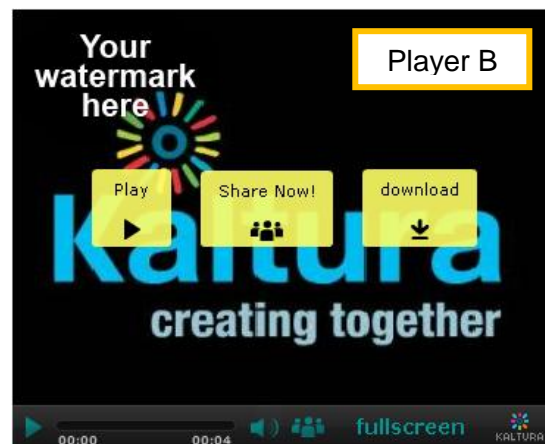 Your
watermark
here
Player B
Play
Share Now!
download
Kaltura
creating together
00:00
00:04
fullscreen
KALTURA